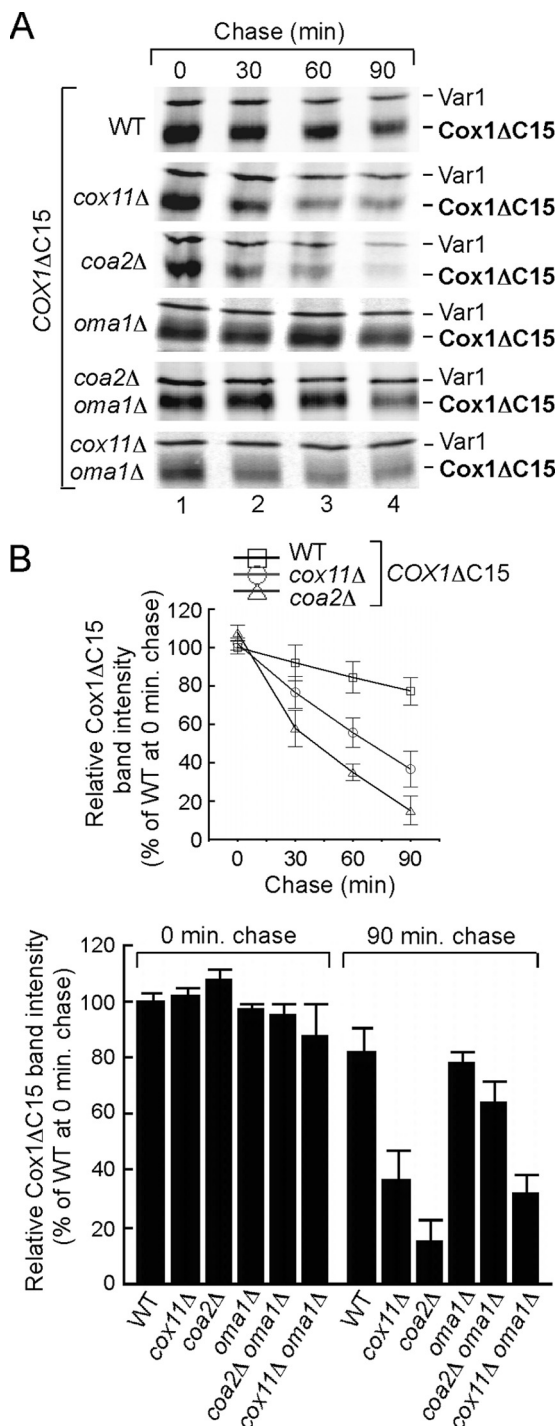 A
Chase (min)
0 30 60 90
COX1ΔC15
WT
Var1
Cox1ΔC15
cox11Δ
Var1
Cox1ΔC15
coa2Δ
Var1
Cox1ΔC15
oma1Δ
Var1
Cox1ΔC15
coa2Δ
oma1Δ
Var1
Cox1ΔC15
cox11Δ
oma1Δ
Var1
Cox1ΔC15
1 2 3 4
B
WT
cox11Δ
coa2Δ
COX1ΔC15
Relative Cox1ΔC15
band intensity
(% of WT at 0 min. chase)
120
100
80
60
40
20
0
0 30 60 90
Chase (min)
0 min. chase
90 min. chase
Relative Cox1ΔC15 band intensity
(% of WT at 0 min. chase)
120
100
80
60
40
20
0
WT
cox11Δ
coa2Δ
oma1Δ
coa2Δ oma1Δ
cox11Δ oma1Δ
WT
cox11Δ
coa2Δ
oma1Δ
coa2Δ oma1Δ
cox11Δ oma1Δ